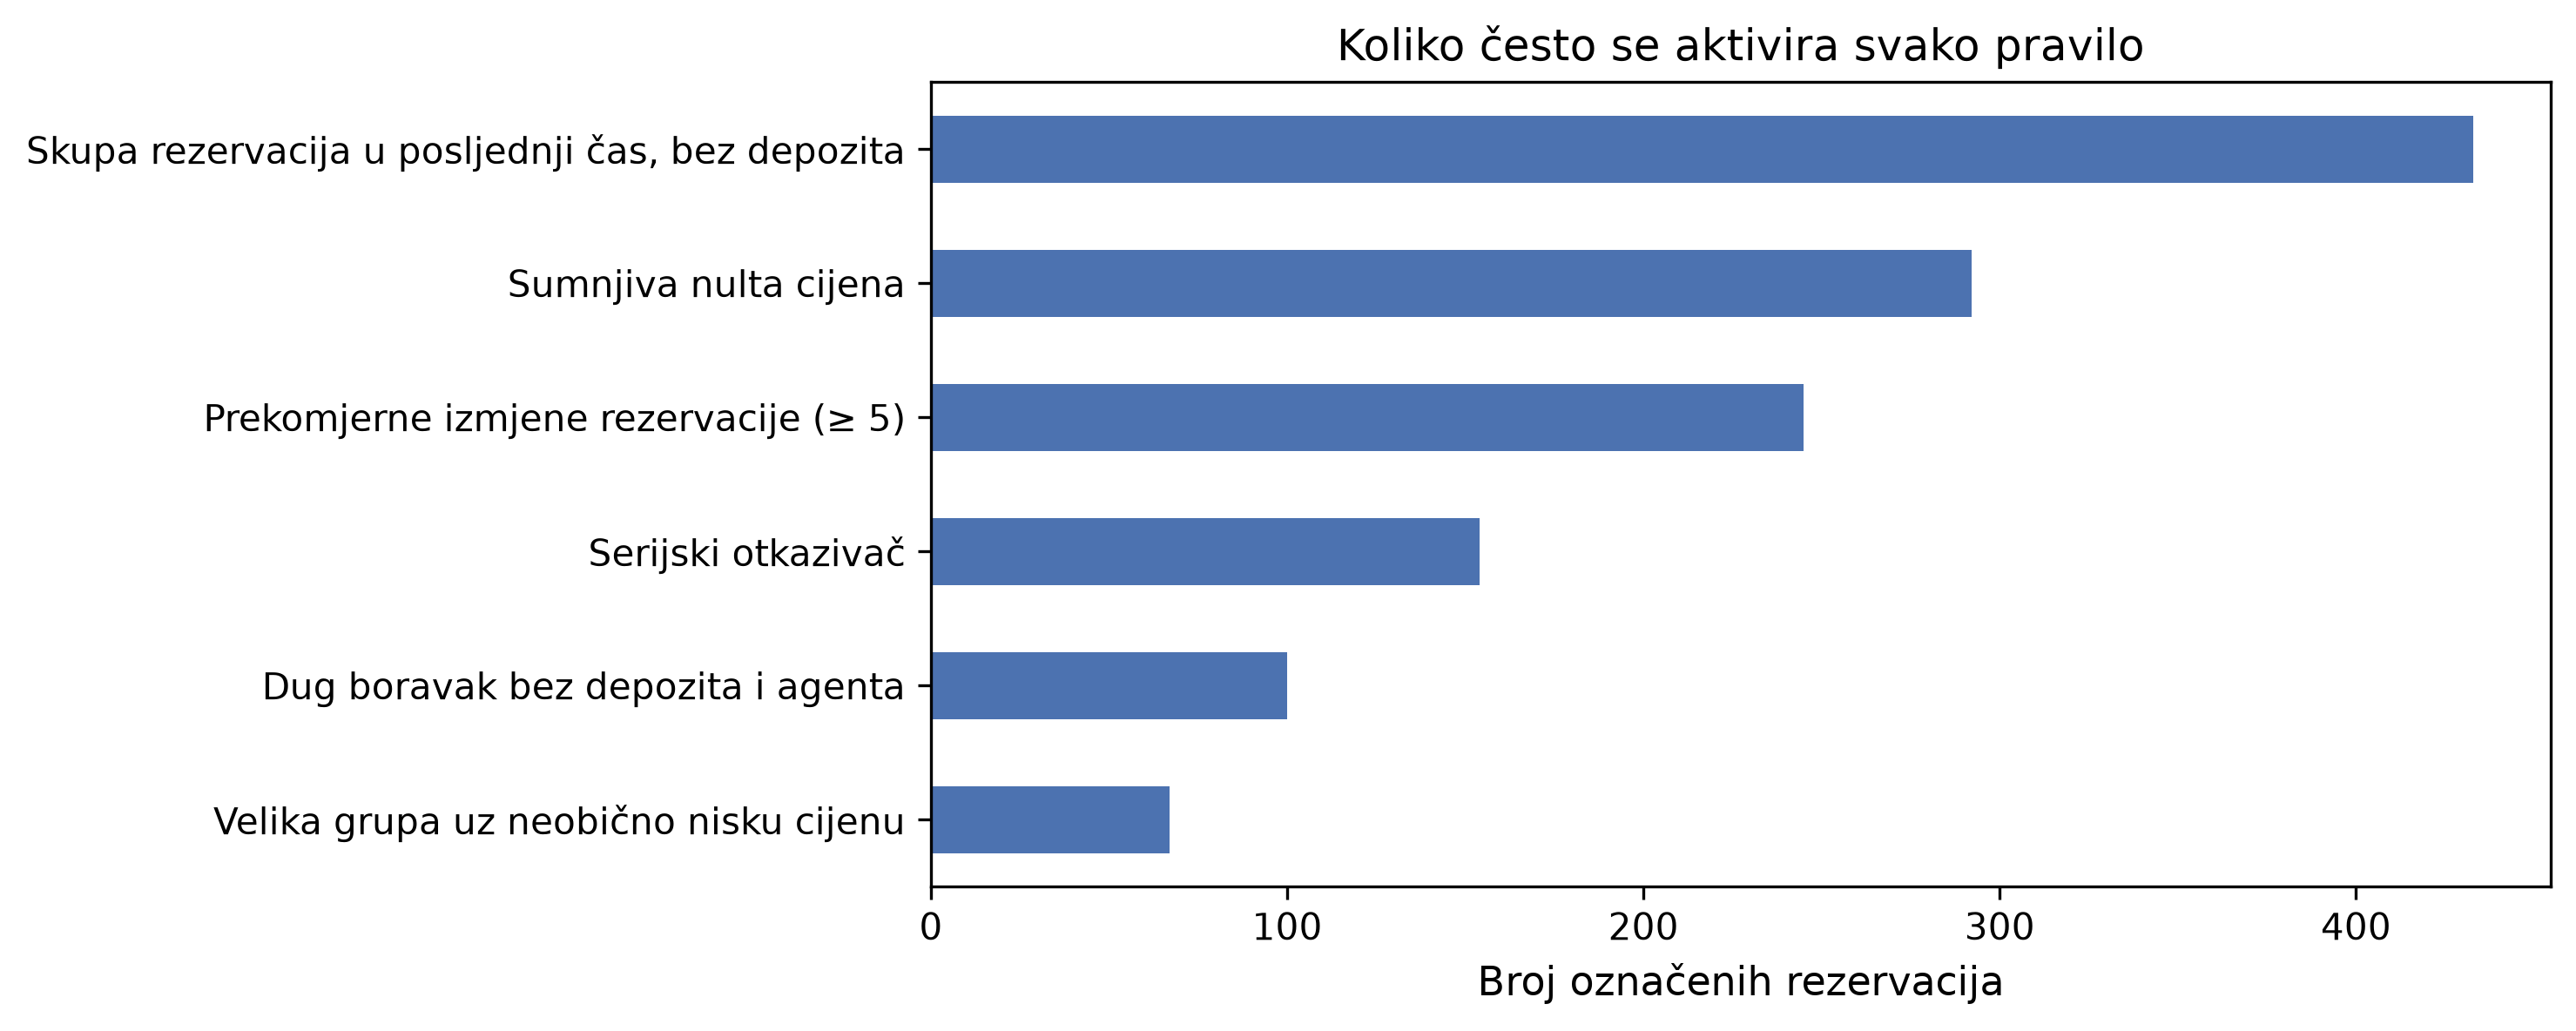 Koliko često se aktivira svako pravilo
Skupa rezervacija u posljednji čas, bez depozita
Sumnjiva nulta cijena
Prekomjerne izmjene rezervacije (≥ 5)
Serijski otkazivač
Dug boravak bez depozita i agenta
Velika grupa uz neobično nisku cijenu
0 100 200 300 400
Broj označenih rezervacija